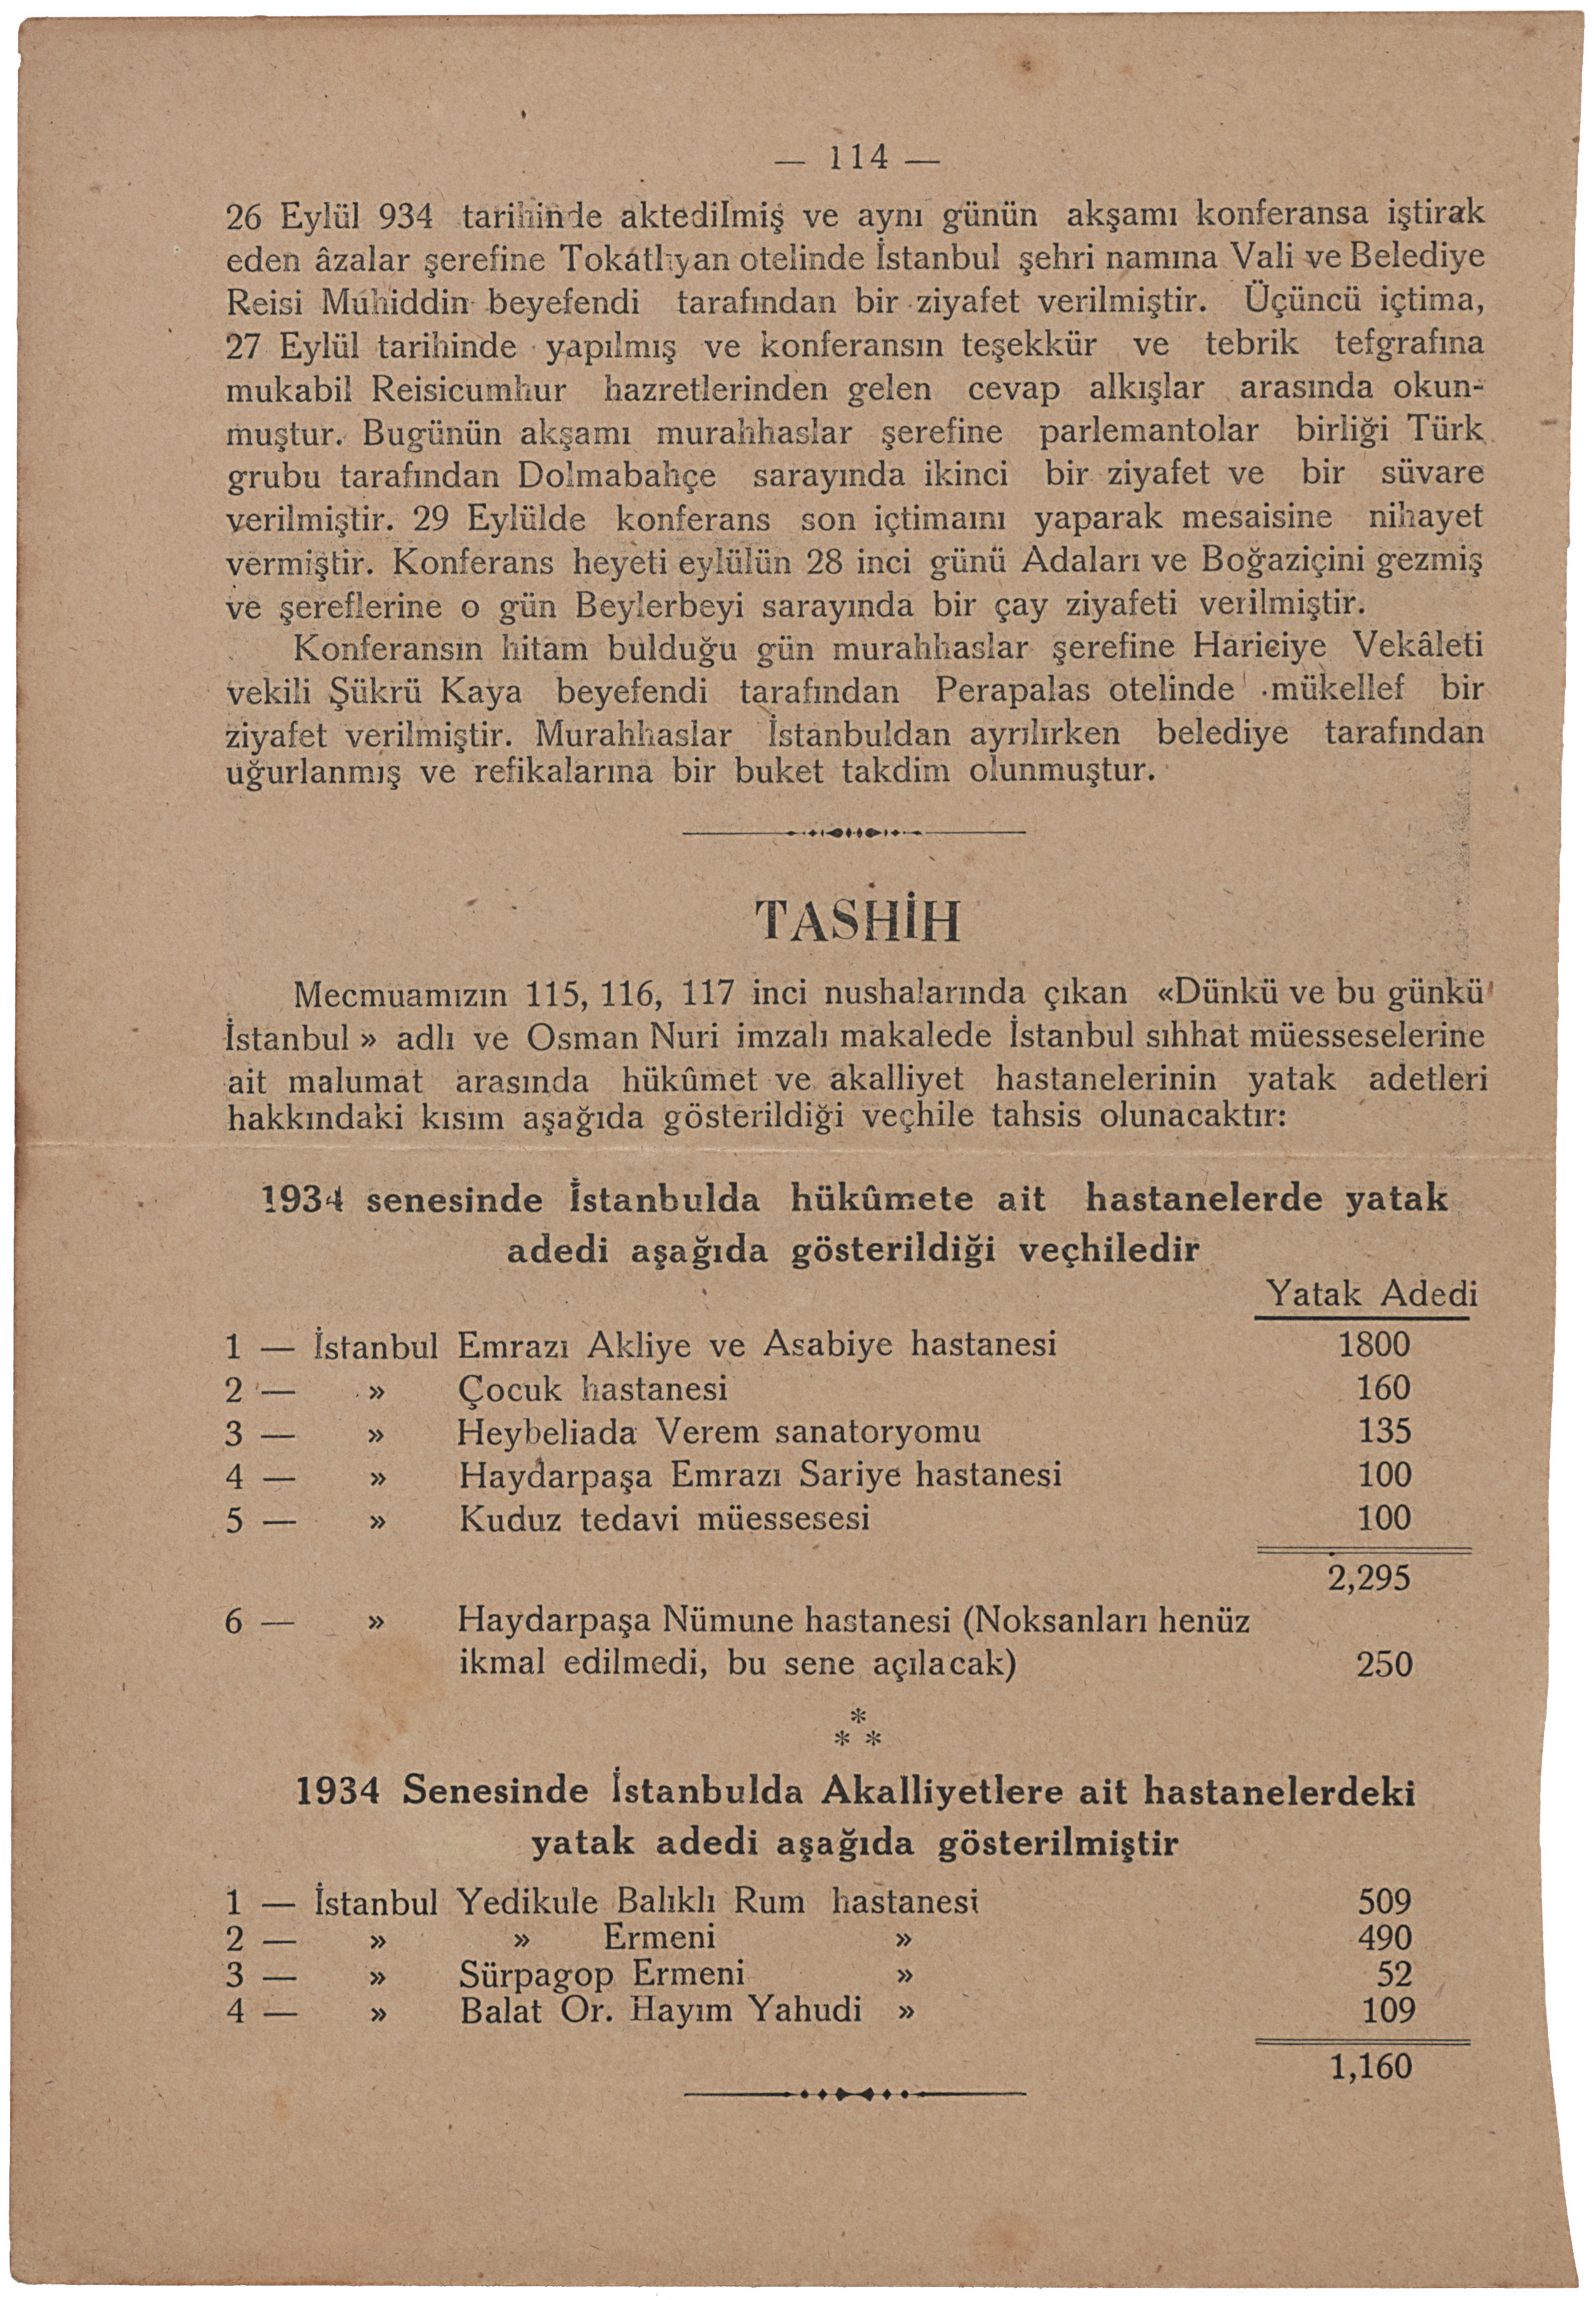 — 114 —
26 Eylül 934 tarihinde aktedilmiş ve aynı günün akşamı konferansa iştirak
eden âzalar şerefine Tokatlıyan otelinde İstanbul şehri namına Vali ve Belediye
Reisi Muhiddin beyefendi tarafından bir ziyafet verilmiştir. Üçüncü içtima,
27 Eylül tarihinde yapılmış ve konferansın teşekkür ve tebrik tefgrafına
mukabil Reisicumhur hazretlerinden gelen cevap alkışlar arasında okun-
muştur. Bugünün akşamı murahhaslar şerefine parlemantolar birliği Türk
grubu tarafından Dolmabahçe sarayında ikinci bir ziyafet ve bir süvare
verilmiştir. 29 Eylülde konferans son içtimaını yaparak mesaisine nihayet
vermiştir. Konferans heyeti eylülün 28 inci günü Adaları ve Boğaziçini gezmiş
ve şereflerine o gün Beylerbeyi sarayında bir çay ziyafeti verilmiştir.
Konferansın hitam bulduğu gün murahhaslar şerefine Hariciye Vekâleti
vekili Şükrü Kaya beyefendi tarafından Perapalas otelinde mükellef bir
ziyafet verilmiştir. Murahhaslar İstanbuldan ayrılırken belediye tarafından
uğurlanmış ve refikalarına bir buket takdim olunmuştur.
TASHİH
Mecmuamızın 115, 116, 117 inci nushalarında çıkan «Dünkü ve bu günkü
İstanbul » adlı ve Osman Nuri imzalı makalede İstanbul sıhhat müesseselerine
ait malumat arasında hükûmet ve akalliyet hastanelerinin yatak adetleri
hakkındaki kısım aşağıda gösterildiği veçhile tahsis olunacaktır:
1934 senesinde İstanbulda hükûmete ait hastanelerde yatak
adedi aşağıda gösterildiği veçhiledir
Yatak Adedi
1 — İstanbul Emrazı Akliye ve Asabiye hastanesi 1800
2 — » Çocuk hastanesi 160
3 — » Heybeliada Verem sanatoryomu 135
4 — » Haydarpaşa Emrazı Sariye hastanesi 100
5 — » Kuduz tedavi müessesesi 100
2,295
6 — » Haydarpaşa Nümune hastanesi (Noksanları henüz
ikmal edilmedi, bu sene açılacak) 250
*
* *
1934 Senesinde İstanbulda Akalliyetlere ait hastanelerdeki
yatak adedi aşağıda gösterilmiştir
1 — İstanbul Yedikule Balıklı Rum hastanesi 509
2 — » » Ermeni » 490
3 — » Sürpagop Ermeni » 52
4 — » Balat Or. Hayım Yahudi » 109
1,160